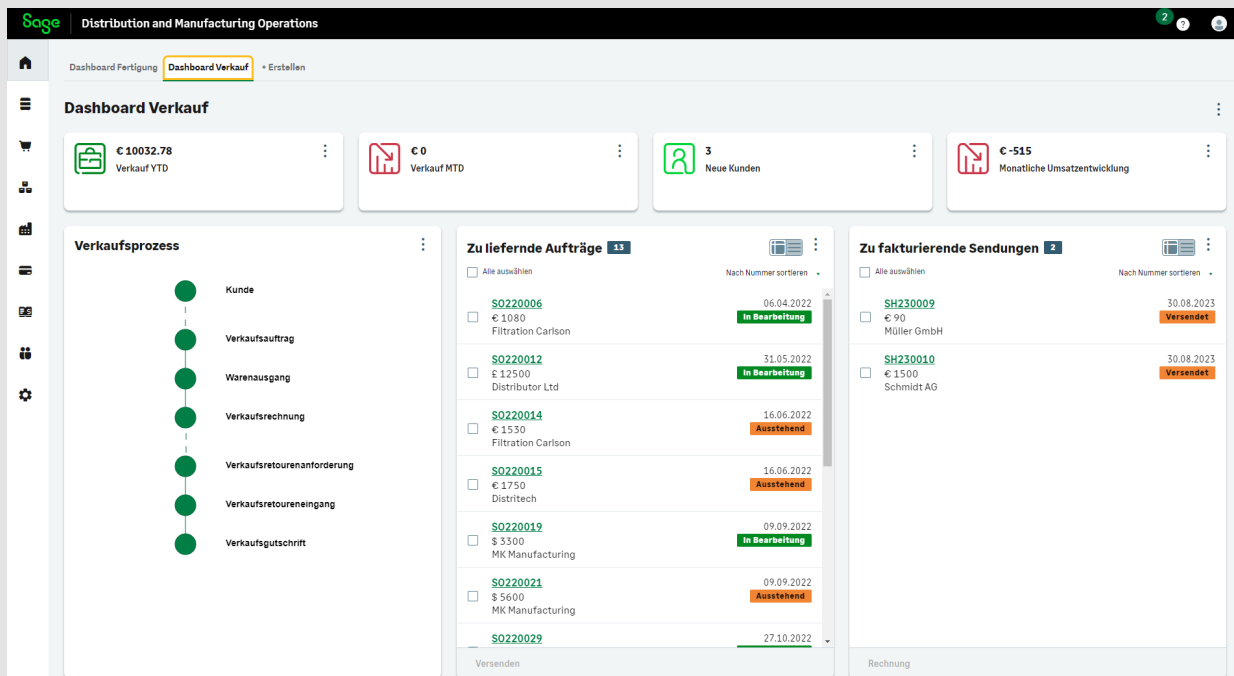 Sage Distribution and Manufacturing Operations
2
?
Dashboard Fertigung Dashboard Verkauf + Erstellen
Dashboard Verkauf
€ 10032.78
Verkauf YTD
€ 0
Verkauf MTD
3
Neue Kunden
€ -515
Monatliche Umsatzentwicklung
Verkaufsprozess
Kunde
Verkaufsauftrag
Warenausgang
Verkaufsrechnung
Verkaufsretourenanforderung
Verkaufsretoureneingang
Verkaufsgutschrift
Zu liefernde Aufträge 13
Alle auswählen Nach Nummer sortieren
SO220006 06.04.2022
€ 1080 In Bearbeitung
Filtration Carlson
SO220012 31.05.2022
£ 12500 In Bearbeitung
Distributor Ltd
SO220014 16.06.2022
€ 1530 Ausstehend
Filtration Carlson
SO220015 16.06.2022
€ 1750 Ausstehend
Distritech
SO220019 09.09.2022
$ 3300 In Bearbeitung
MK Manufacturing
SO220021 09.09.2022
$ 5600 Ausstehend
MK Manufacturing
SO220029 27.10.2022
Versenden
Zu fakturierende Sendungen 2
Alle auswählen Nach Nummer sortieren
SH230009 30.08.2023
€ 90 Versendet
Müller GmbH
SH230010 30.08.2023
€ 1500 Versendet
Schmidt AG
Rechnung